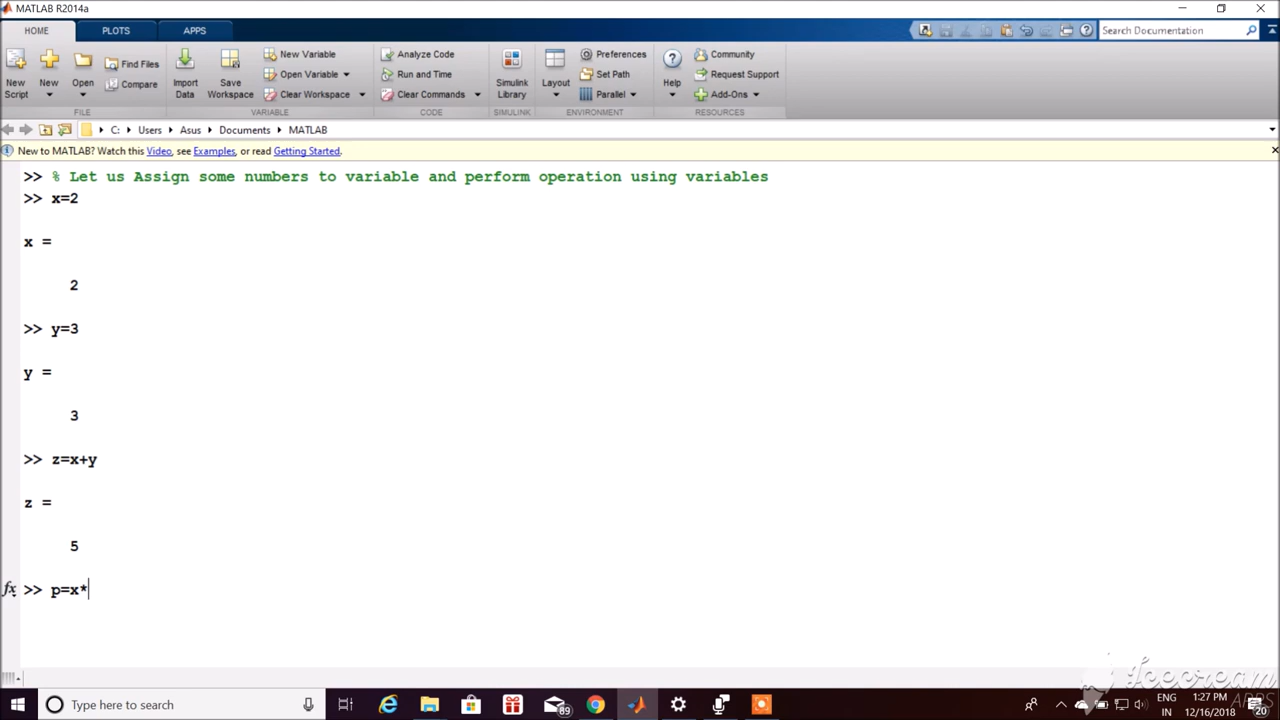 MATLAB R2014a
HOME PLOTS APPS Search Documentation
New Script New Open Find Files Compare Import Data Save Workspace New Variable Open Variable Clear Workspace Analyze Code Run and Time Clear Commands Simulink Library Layout Preferences Set Path Parallel Help Community Request Support Add-Ons
FILE VARIABLE CODE SIMULINK ENVIRONMENT RESOURCES
C: Users Asus Documents MATLAB
New to MATLAB? Watch this Video, see Examples, or read Getting Started.
>> % Let us Assign some numbers to variable and perform operation using variables
>> x=2
x =
2
>> y=3
y =
3
>> z=x+y
z =
5
fx >> p=x*
Icecream
APPS
Type here to search 89 ENG IN 1:27 PM 12/16/2018 20